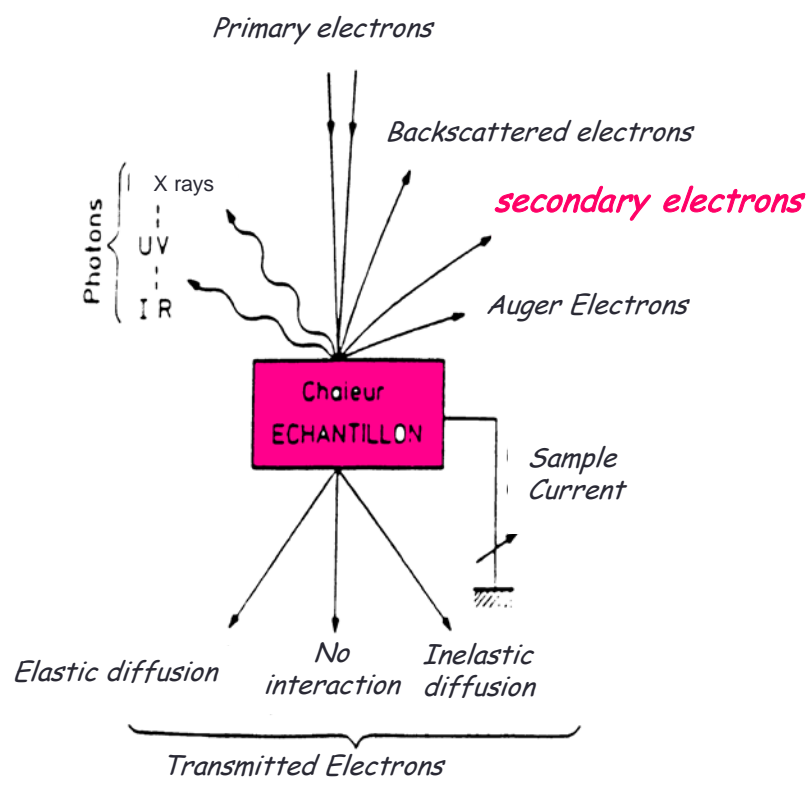 Primary electrons
Backscattered electrons
X rays
secondary electrons
UV
Photons
IR
Auger Electrons
Chaieur
ECHANTILLON
Sample
Current
Elastic diffusion
No
interaction
Inelastic
diffusion
Transmitted Electrons